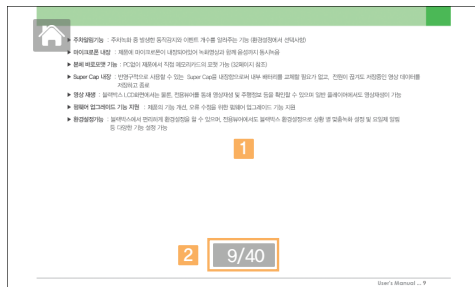 ▶ 주차알림기능 : 주차녹화 중 발생한 동작감지와 이벤트 개수를 알려주는 기능 (환경설정에서 선택사항)
▶ 마이크로폰 내장 : 제품에 마이크로폰이 내장되어있어 녹화영상과 함께 음성까지 동시녹음
▶ 본체 바로포맷 기능 : PC없이 제품에서 직접 메모리카드의 포맷 가능 (32페이지 참조)
▶ Super Cap 내장 : 반영구적으로 사용할 수 있는 Super Cap을 내장함으로써 내부 배터리를 교체할 필요가 없고, 전원이 끊겨도 저장중인 영상 데이터를
저장하고 종료
▶ 영상 재생 : 블랙박스 LCD화면에서는 물론, 전용뷰어를 통해 영상재생 및 주행정보 등을 확인할 수 있으며 일반 플레이어에서도 영상재생이 가능
▶ 펌웨어 업그레이드 기능 지원 : 제품의 기능 개선, 오류 수정을 위한 펌웨어 업그레이드 기능 지원
▶ 환경설정기능 : 블랙박스에서 편리하게 환경설정을 할 수 있으며, 전용뷰어에서도 블랙박스 환경설정으로 상황 별 맞춤녹화 설정 및 요일제 알림
등 다양한 기능 설정 가능
1
2
9/40
User's Manual ... 9